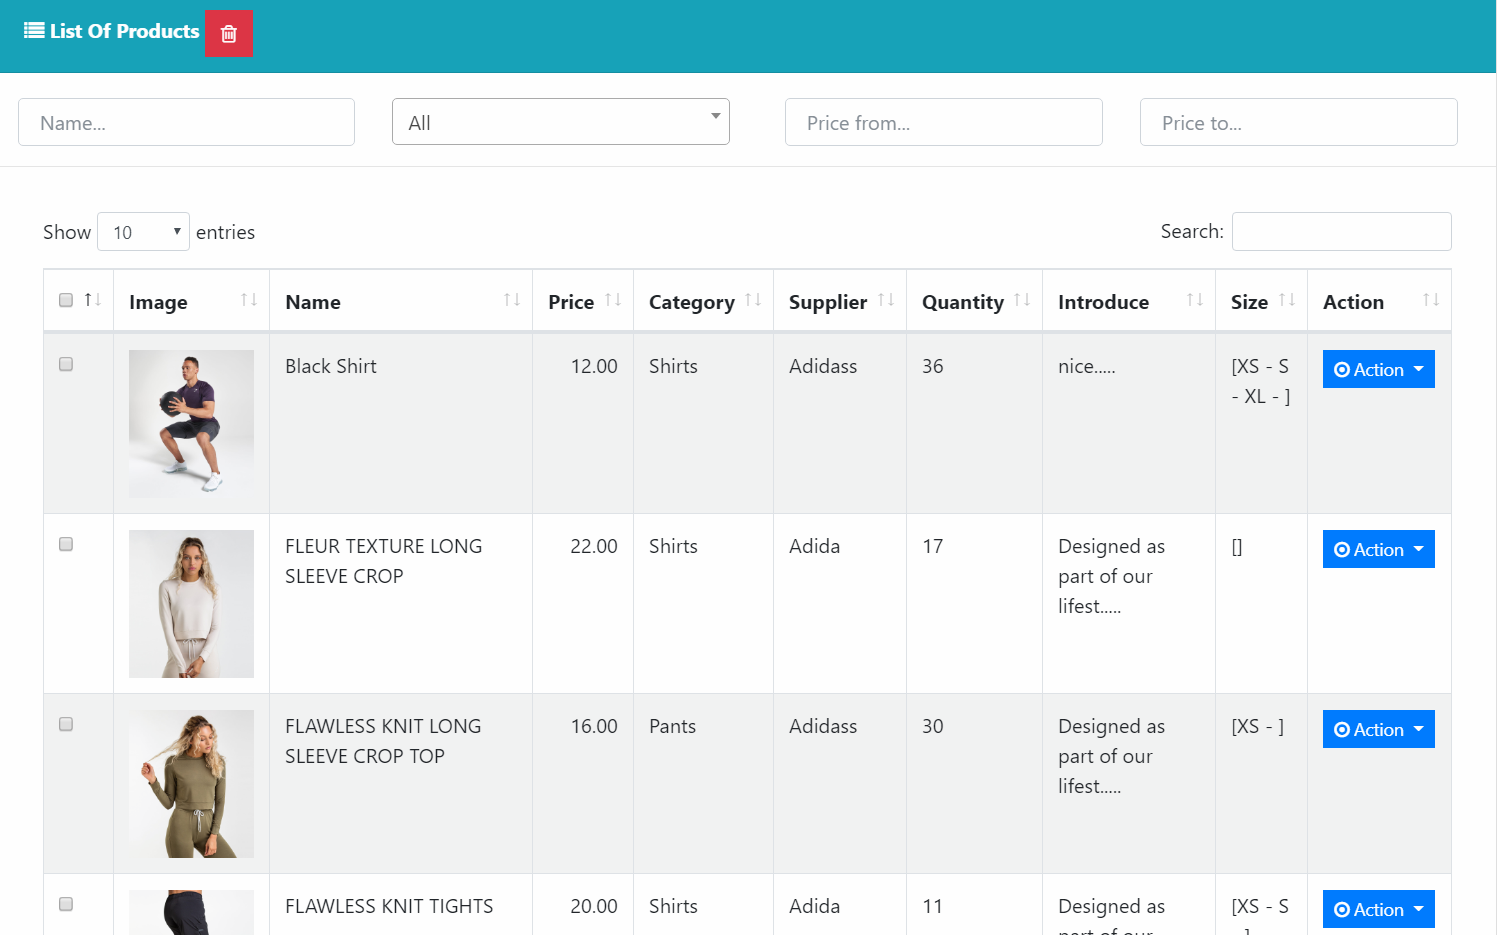 List Of Products
Name...
All
Price from...
Price to...
Show 10 entries
Search:
Image Name Price Category Supplier Quantity Introduce Size Action
Black Shirt 12.00 Shirts Adidass 36 nice..... [XS - S Action
- XL - ]
FLEUR TEXTURE LONG 22.00 Shirts Adida 17 Designed as [] Action
SLEEVE CROP part of our
lifest.....
FLAWLESS KNIT LONG 16.00 Pants Adidass 30 Designed as [XS - ] Action
SLEEVE CROP TOP part of our
lifest.....
FLAWLESS KNIT TIGHTS 20.00 Shirts Adida 11 Designed as [XS - S Action